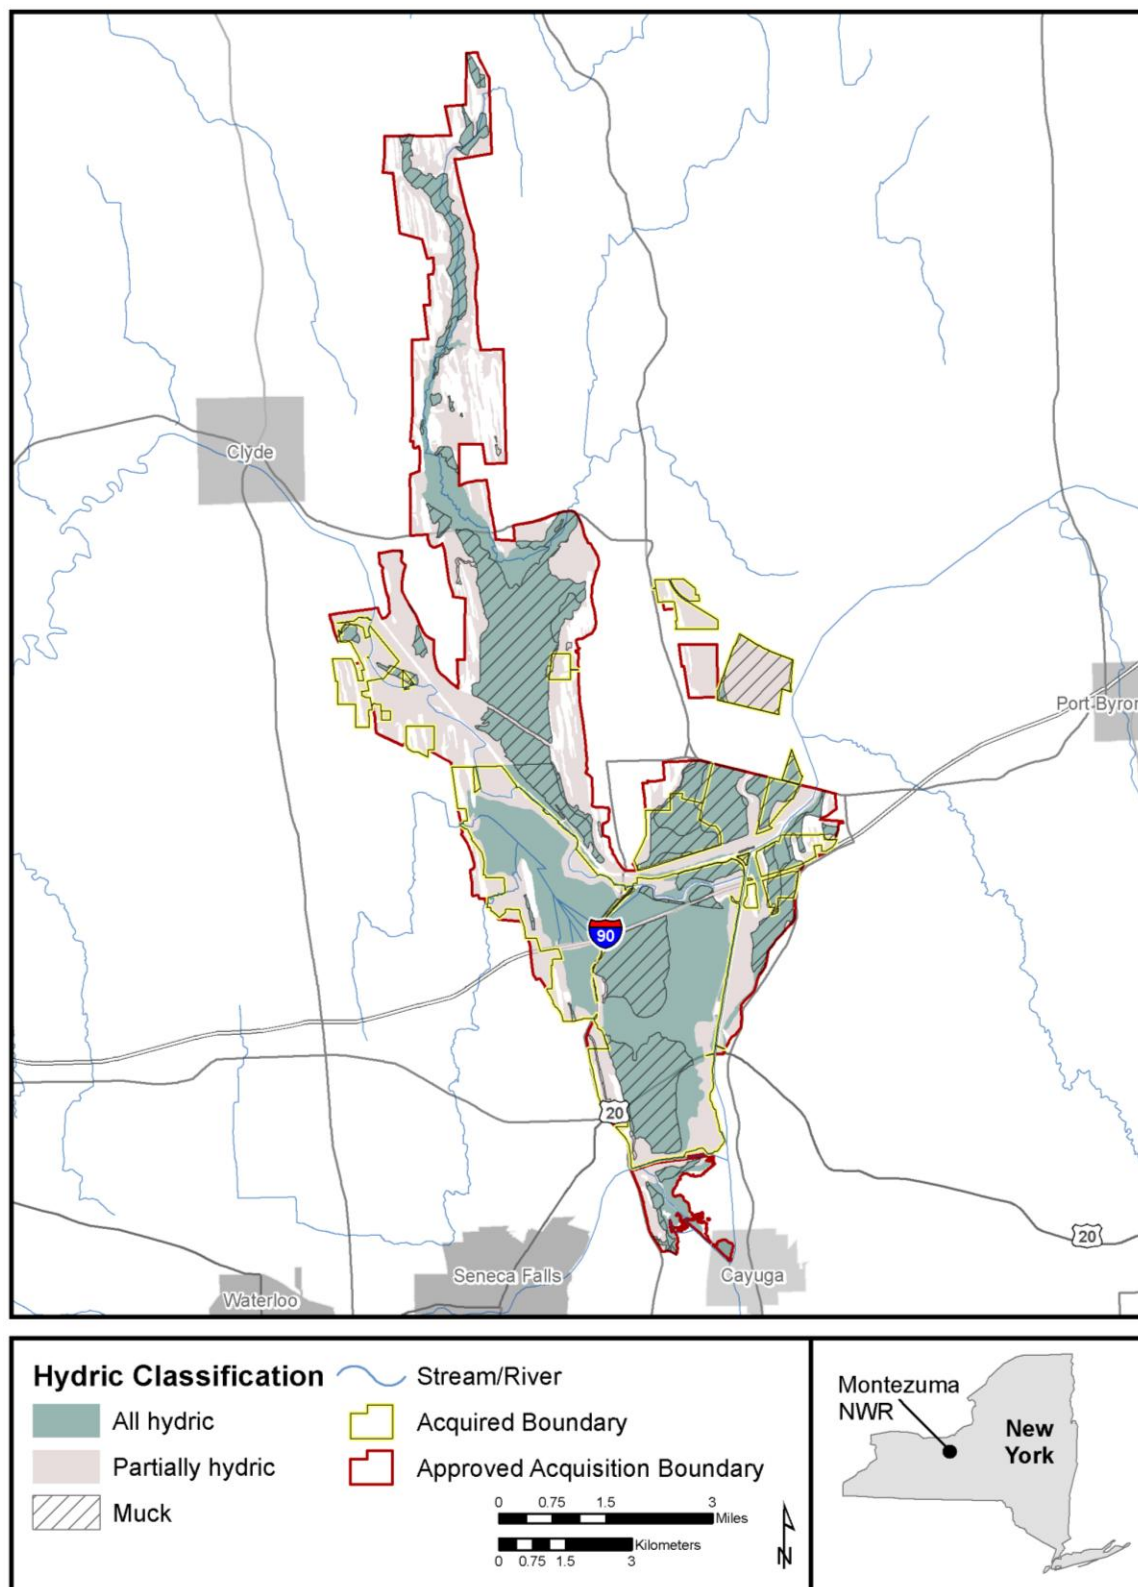 Clyde
Port Byron
90
20
20
Seneca Falls
Cayuga
Waterloo
Hydric Classification
Stream/River
All hydric
Acquired Boundary
Partially hydric
Approved Acquisition Boundary
Muck
0 0.75 1.5 3
Miles
Kilometers
0 0.75 1.5 3
N
Montezuma
NWR
New
York